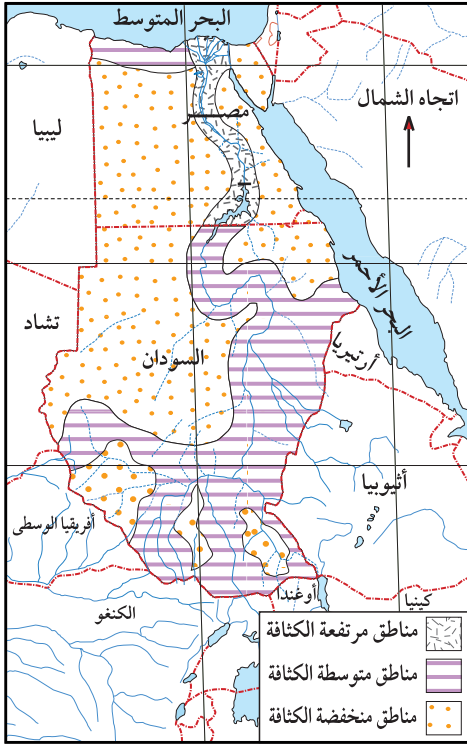 البحر المتوسط
اتجاه الشمال
مصــــر
ليبيا
البحر الأحمر
تشاد
السودان
أرتيريا
أثيوبيا
أفريقيا الوسطى
أوغندا
كينيا
الكنغو
مناطق مرتفعة الكثافة
مناطق متوسطة الكثافة
مناطق منخفضة الكثافة